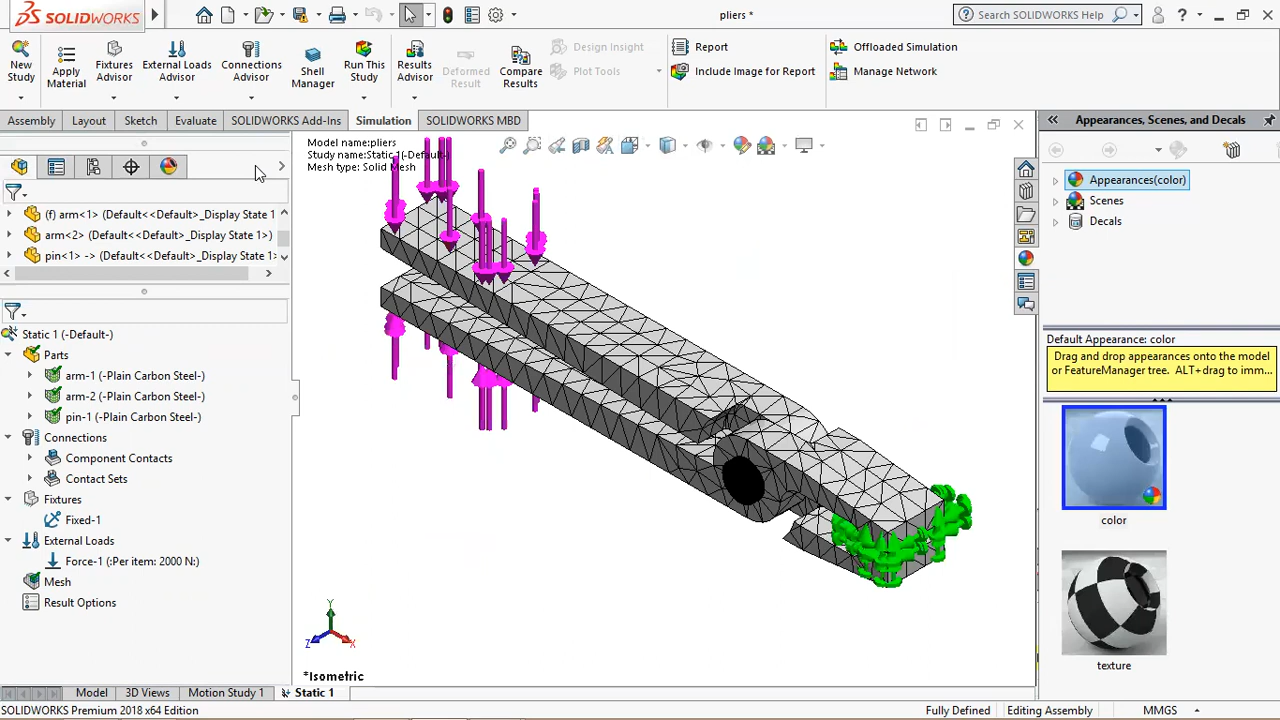 SOLIDWORKS
pliers *
Search SOLIDWORKS Help
?
New Study
Apply Material
Fixtures Advisor
External Loads Advisor
Connections Advisor
Shell Manager
Run This Study
Results Advisor
Deformed Result
Compare Results
Design Insight
Plot Tools
Report
Include Image for Report
Offloaded Simulation
Manage Network
Assembly
Layout
Sketch
Evaluate
SOLIDWORKS Add-Ins
Simulation
SOLIDWORKS MBD
(f) arm<1> (Default<<Default>_Display State 1
arm<2> (Default<<Default>_Display State 1>)
pin<1> -> (Default<<Default>_Display State 1>
Static 1 (-Default-)
Parts
arm-1 (-Plain Carbon Steel-)
arm-2 (-Plain Carbon Steel-)
pin-1 (-Plain Carbon Steel-)
Connections
Component Contacts
Contact Sets
Fixtures
Fixed-1
External Loads
Force-1 (:Per item: 2000 N:)
Mesh
Result Options
Model name:pliers
Study name:Static 1(-Default-)
Mesh type: Solid Mesh
Y
Z
X
*Isometric
Appearances, Scenes, and Decals
Appearances(color)
Scenes
Decals
Default Appearance: color
Drag and drop appearances onto the model
or FeatureManager tree. ALT+drag to imm...
color
texture
Model
3D Views
Motion Study 1
Static 1
SOLIDWORKS Premium 2018 x64 Edition
Fully Defined
Editing Assembly
MMGS